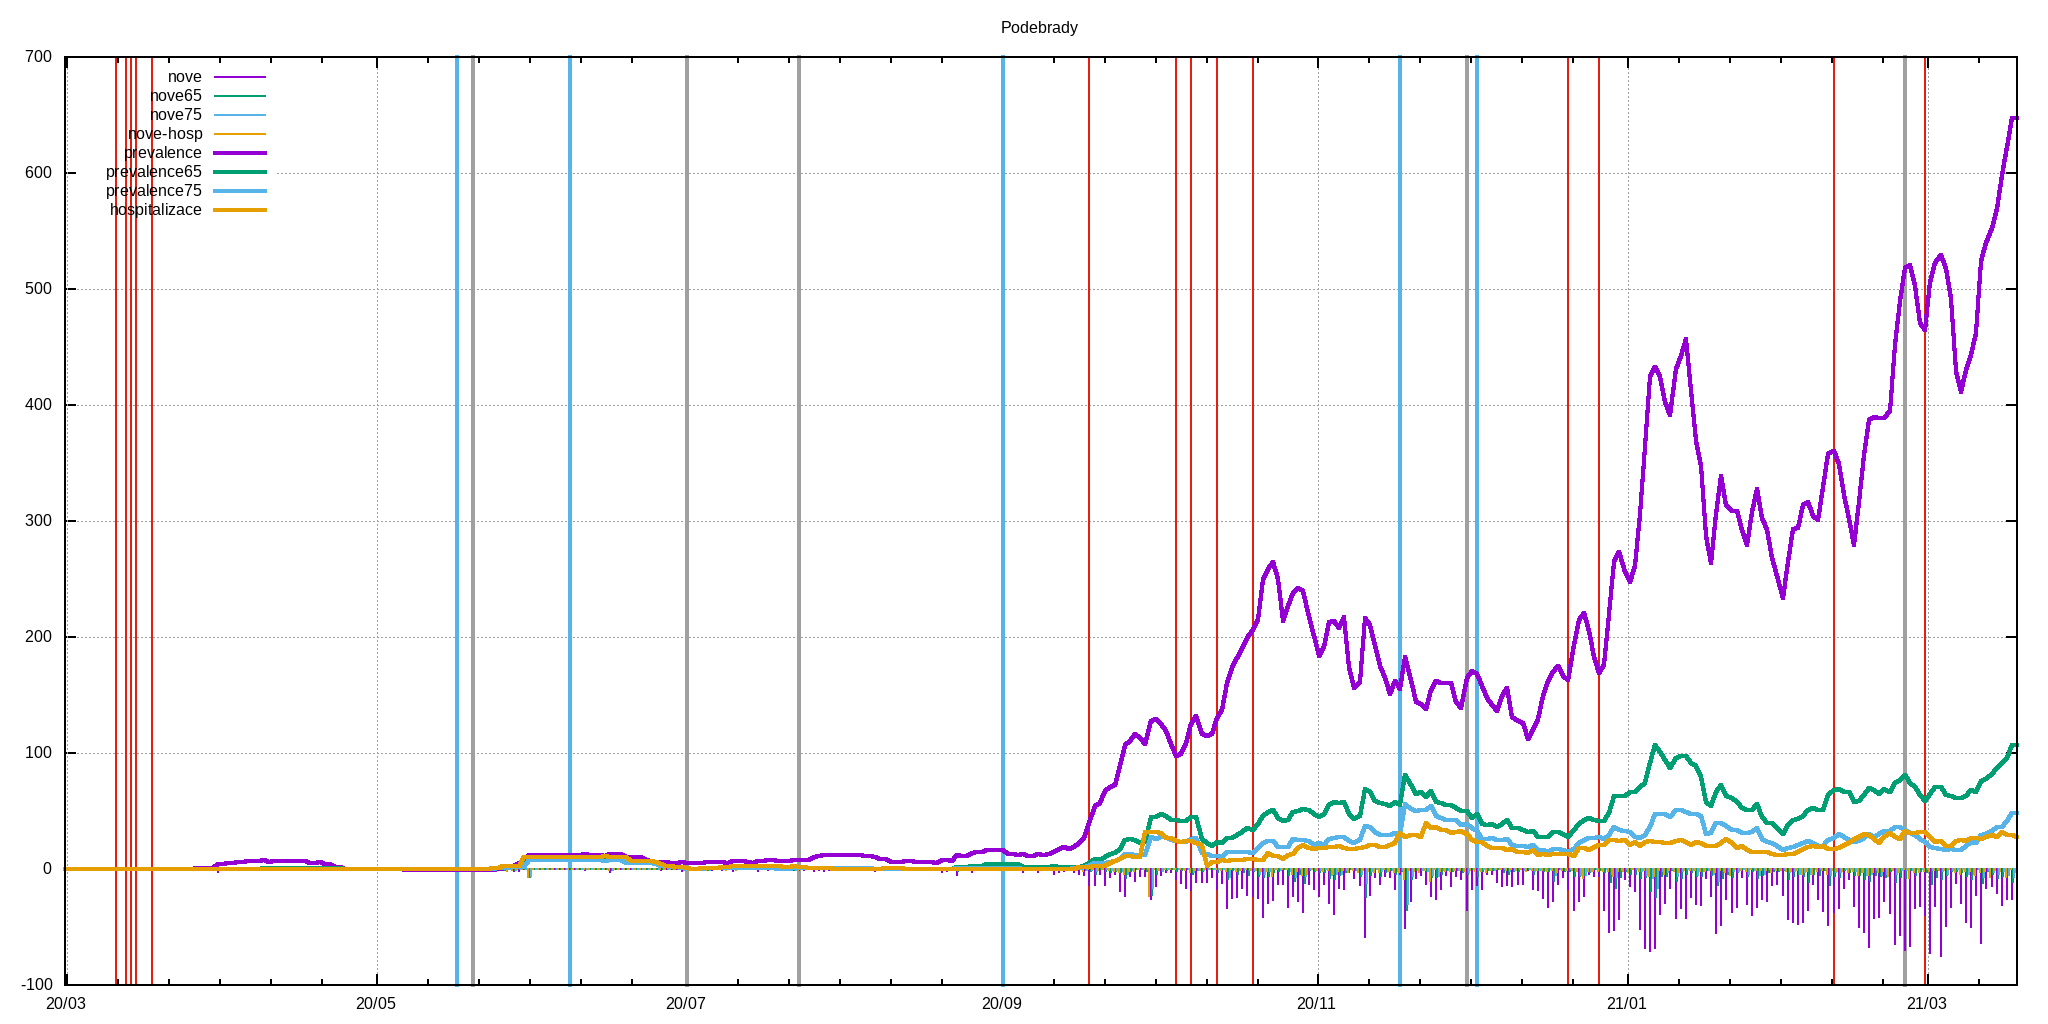 Podebrady
700
600
500
400
300
200
100
0
-100
nove
nove65
nove75
nove-hosp
prevalence
prevalence65
prevalence75
hospitalizace
20/03 20/05 20/07 20/09 20/11 21/01 21/03